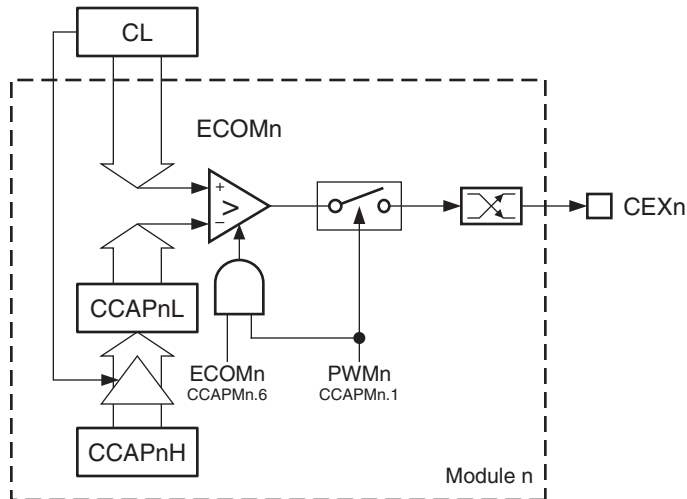 CL
ECOMn
+
>
−
CEXn
CCAPnL
ECOMn
CCAPMn.6
PWMn
CCAPMn.1
CCAPnH
Module n